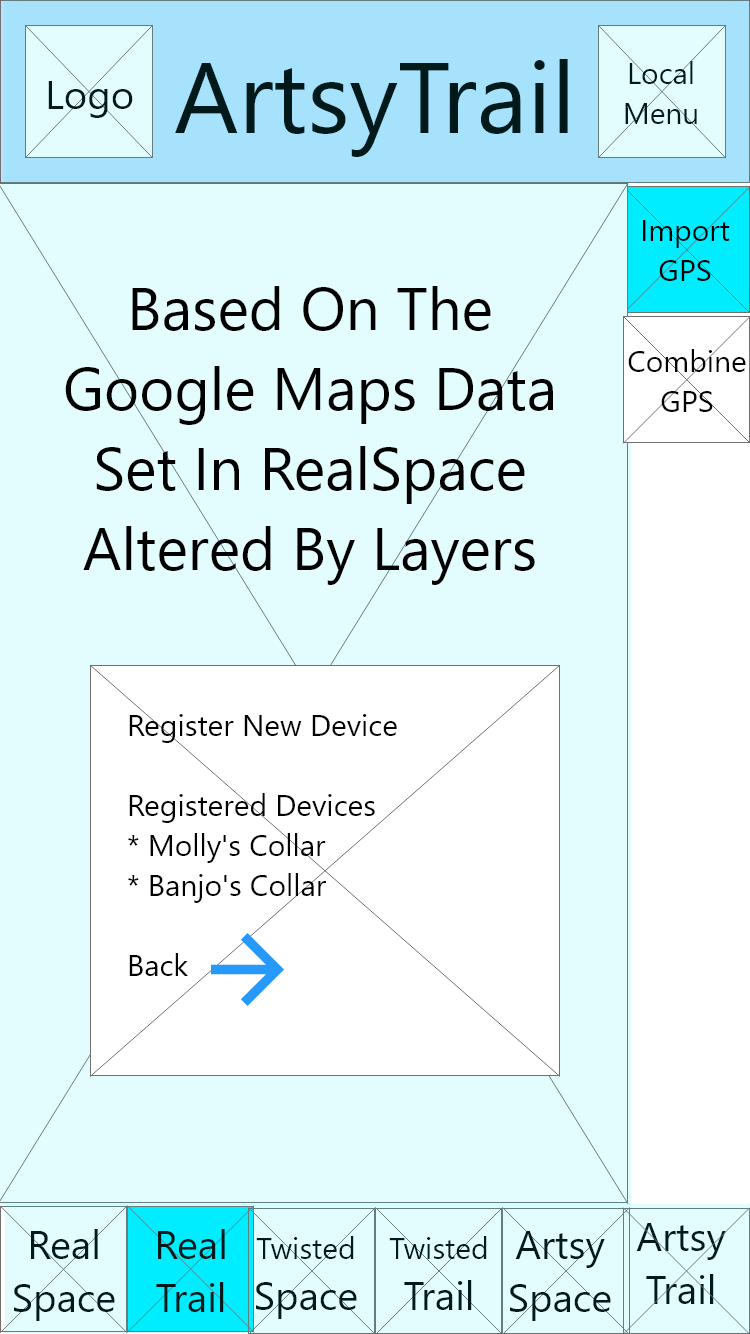 Logo
ArtsyTrail
Local
Menu
Import
GPS
Combine
GPS
Based On The
Google Maps Data
Set In RealSpace
Altered By Layers
Register New Device
Registered Devices
* Molly's Collar
* Banjo's Collar
Back
Real
Space
Real
Trail
Twisted
Space
Twisted
Trail
Artsy
Space
Artsy
Trail